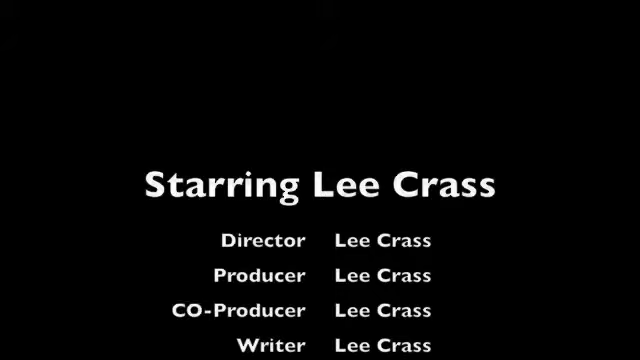 Starring Lee Crass
Director Lee Crass
Producer Lee Crass
CO-Producer Lee Crass
Writer Lee Crass